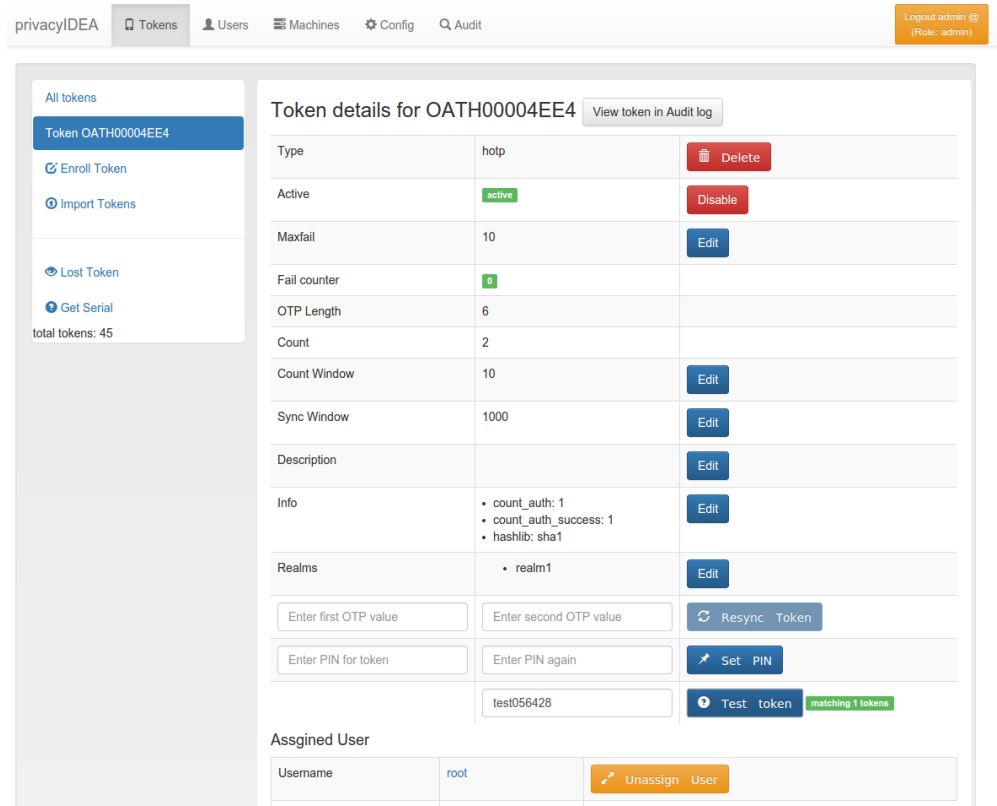 privacyIDEA Tokens Users Machines Config Audit Logout admin @
(Role: admin)
All tokens
Token OATH00004EE4
Enroll Token
Import Tokens
Lost Token
Get Serial
total tokens: 45
Token details for OATH00004EE4 View token in Audit log
Type hotp Delete
Active active Disable
Maxfail 10 Edit
Fail counter 0
OTP Length 6
Count 2
Count Window 10 Edit
Sync Window 1000 Edit
Description Edit
Info • count_auth: 1 Edit
• count_auth_success: 1
• hashlib: sha1
Realms • realm1 Edit
Enter first OTP value Enter second OTP value Resync Token
Enter PIN for token Enter PIN again Set PIN
test056428 Test token matching 1 tokens
Assgined User
Username root Unassign User